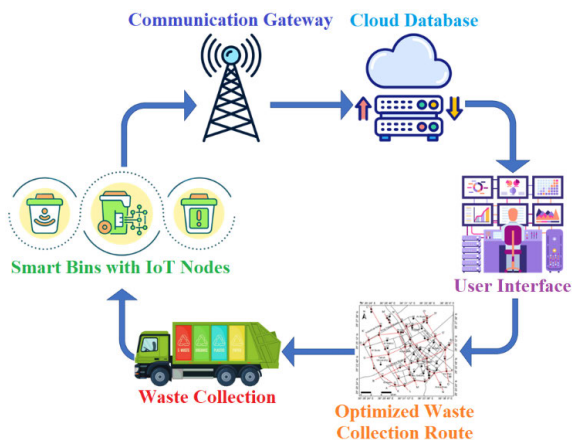 Communication Gateway
Cloud Database
Smart Bins with IoT Nodes
User Interface
Waste Collection
Optimized Waste
Collection Route